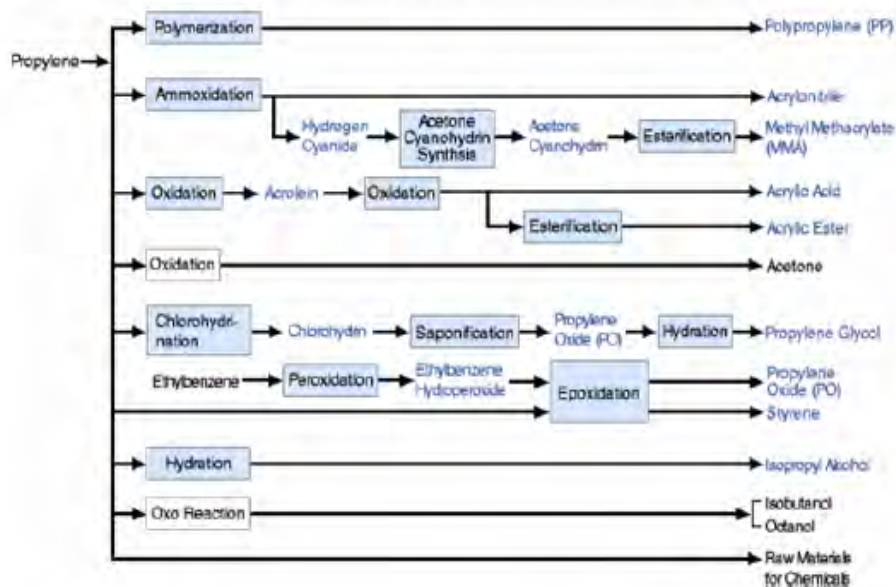 Polymerization
Polypropylene (PP)
Propylene
Ammoxidation
Acrylonitrile
Hydrogen
Cyanide
Acetone
Cyanohydrin
Synthsis
Acetone
Cyanohydrin
Esterification
Methyl Methacrylate
(MMA)
Oxidation
Acrolein
Oxidation
Acrylic Acid
Esterification
Acrylic Ester
Oxidation
Acetone
Chlorohydri-
nation
Chlorohydrin
Saponification
Propylene
Oxide (PO)
Hydration
Propylene Glycol
Ethylbenzene
Peroxidation
Ethylbenzene
Hydroperoxide
Epoxidation
Propylene
Oxide (PO)
Styrene
Hydration
Isopropyl Alcohol
Oxo Reaction
Isobutanol
Octanol
Raw Materials
for Chemicals